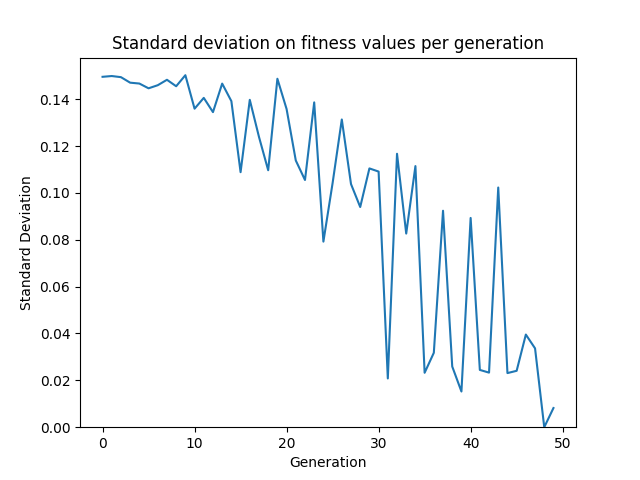 Standard deviation on fitness values per generation
0.14
0.12
0.10
0.08
0.06
0.04
0.02
0.00
Standard Deviation
0 10 20 30 40 50
Generation